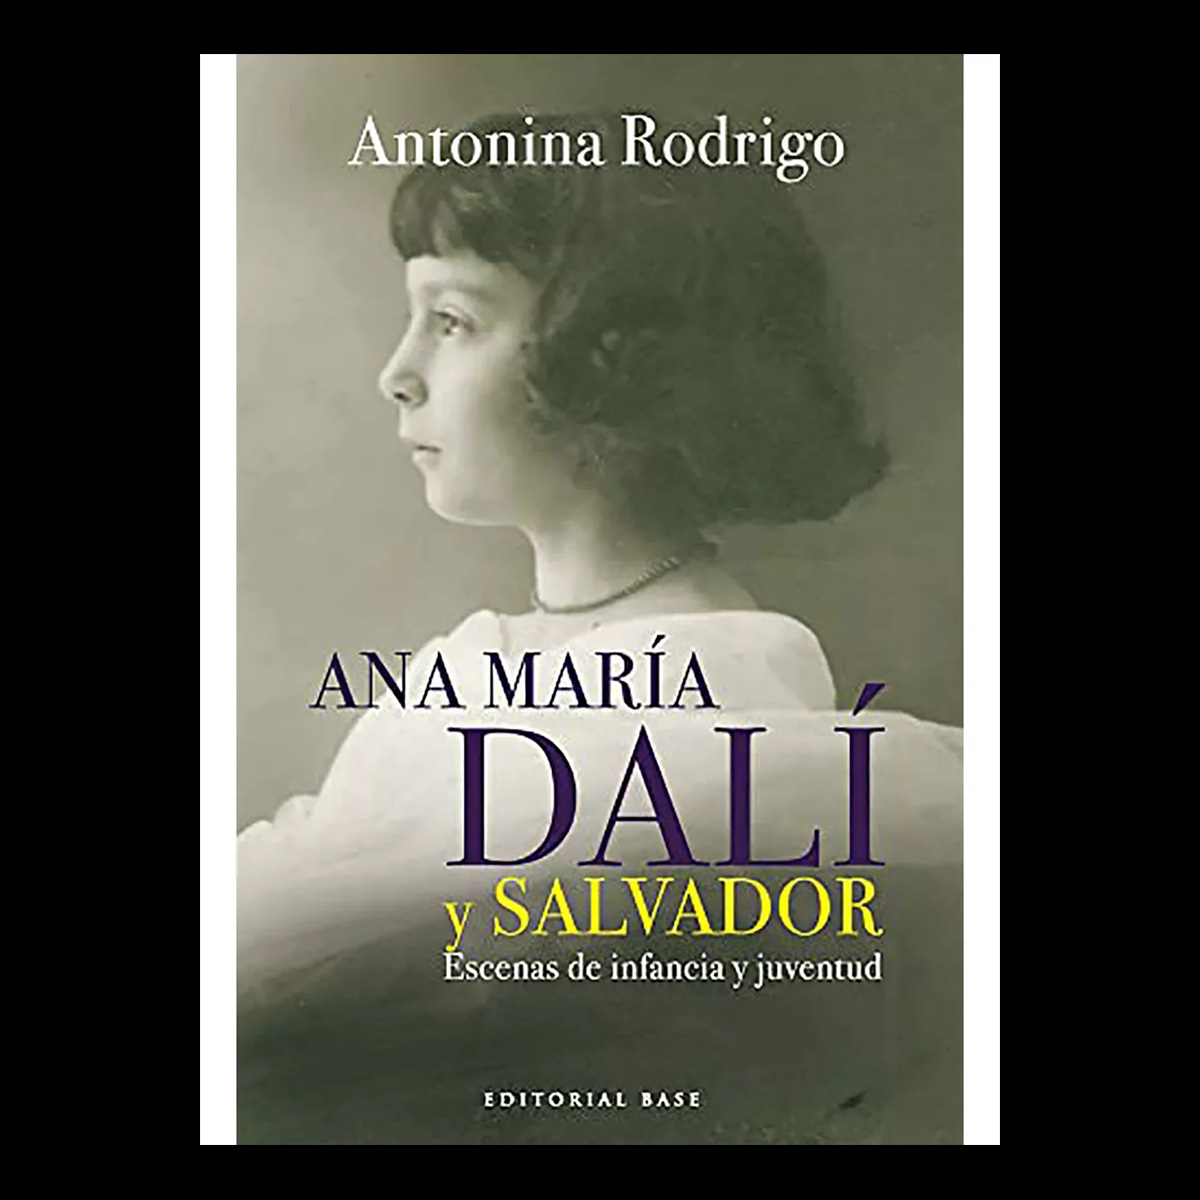 Antonina Rodrigo
ANA MARÍA
DALÍ
y SALVADOR
Escenas de infancia y juventud
EDITORIAL BASE